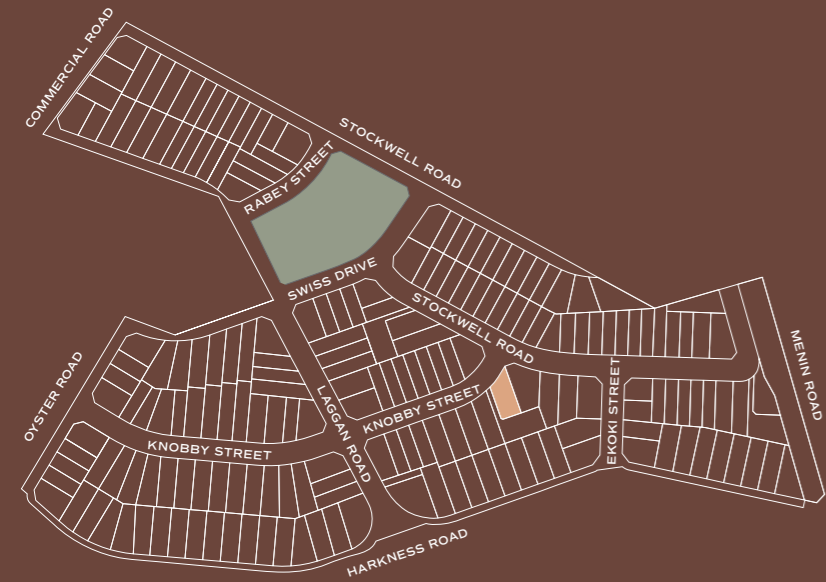 COMMERCIAL ROAD
STOCKWELL ROAD
RABEY STREET
SWISS DRIVE
STOCKWELL ROAD
MENIN ROAD
OYSTER ROAD
LAGGAN ROAD
KNOBBY STREET
EKOKI STREET
KNOBBY STREET
HARKNESS ROAD